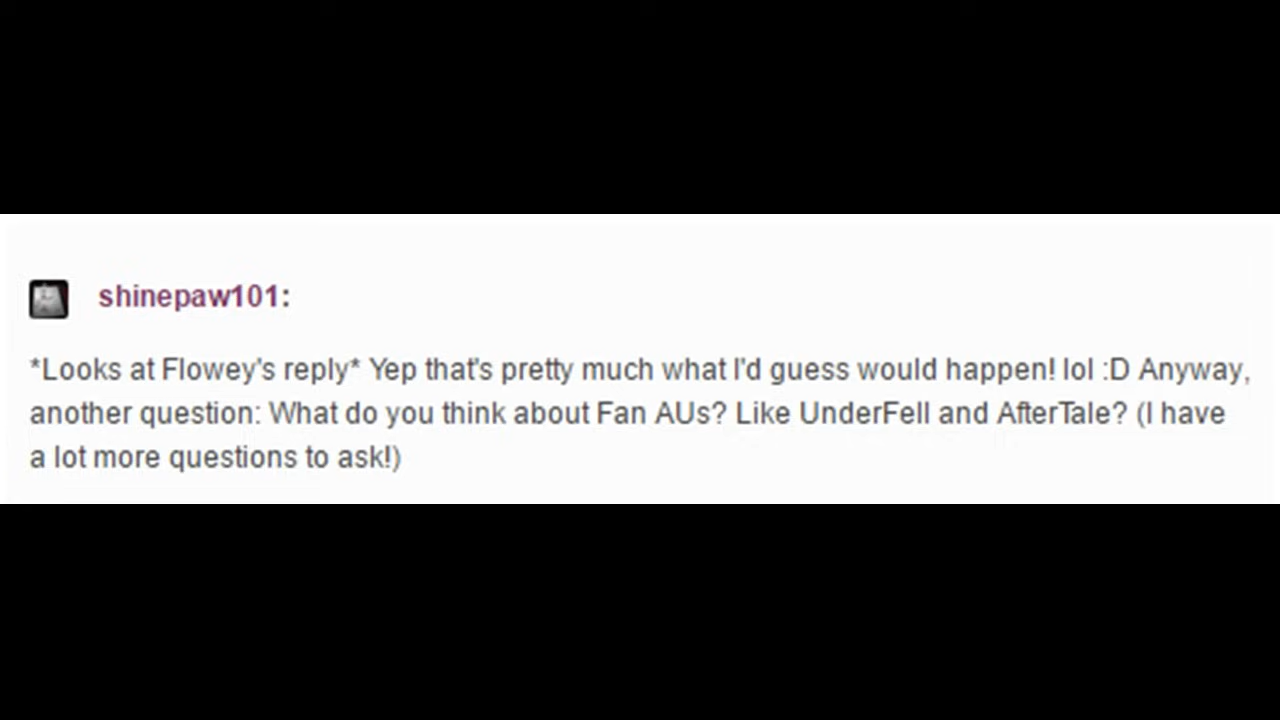 shinepaw101:
*Looks at Flowey's reply* Yep that's pretty much what I'd guess would happen! lol :D Anyway,
another question: What do you think about Fan AUs? Like UnderFell and AfterTale? (I have
a lot more questions to ask!)